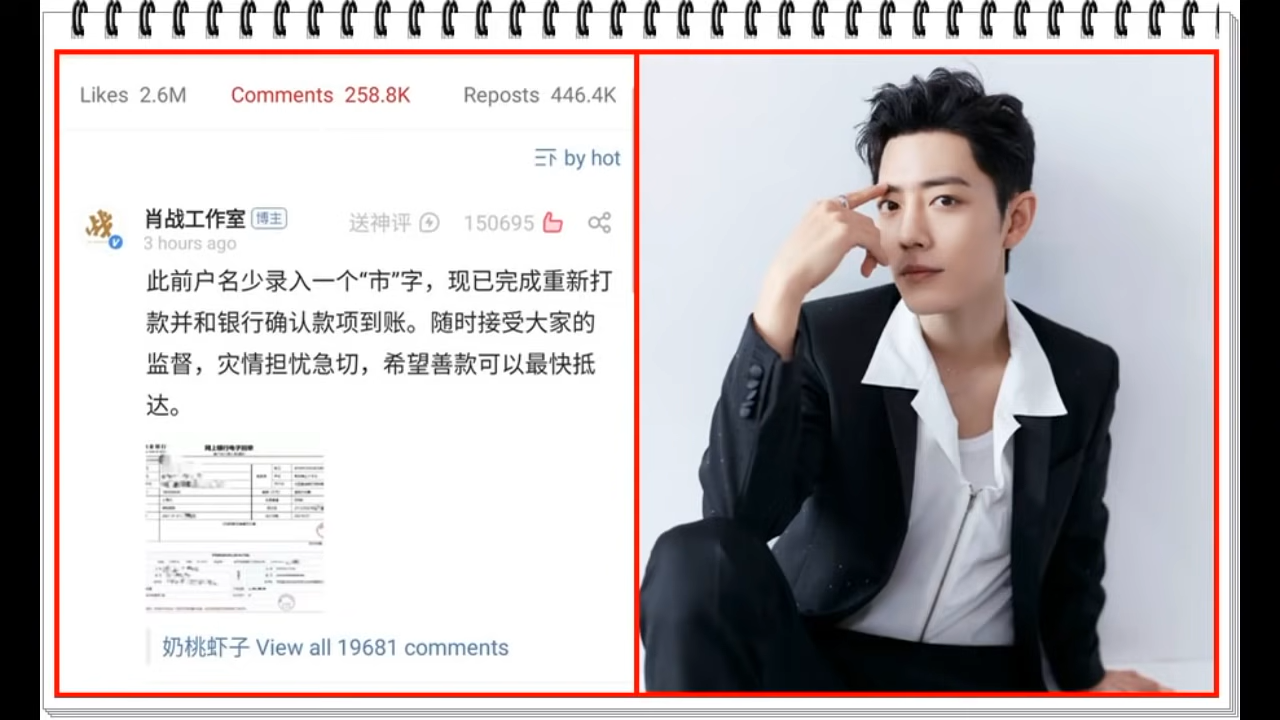 Likes 2.6M Comments 258.8K Reposts 446.4K
by hot
肖战工作室 博主 送神评 150695
3 hours ago
此前户名少录入一个“市”字，现已完成重新打
款并和银行确认款项到账。随时接受大家的
监督，灾情担忧急切，希望善款可以最快抵
达。
网上银行电子回单
奶桃虾子 View all 19681 comments